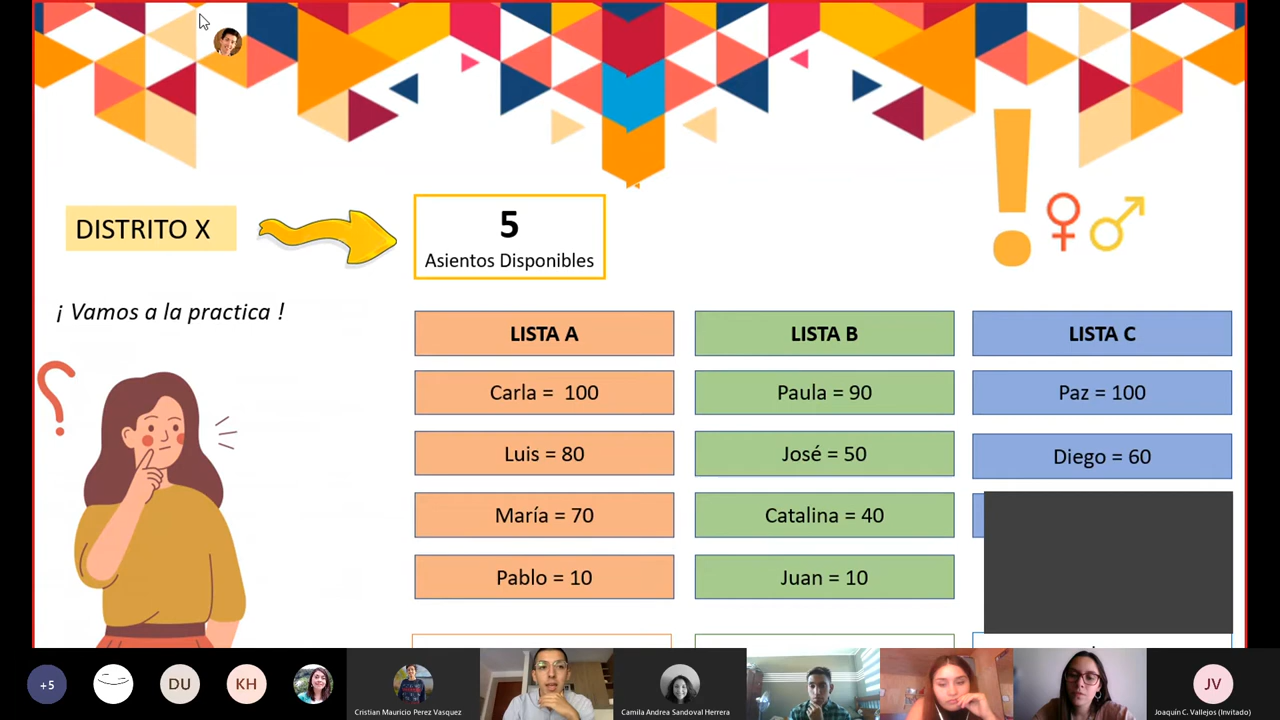 DISTRITO X
5
Asientos Disponibles
¡ Vamos a la practica !
LISTA A
LISTA B
LISTA C
Carla = 100
Paula = 90
Paz = 100
Luis = 80
José = 50
Diego = 60
María = 70
Catalina = 40
Pablo = 10
Juan = 10
+5
DU
KH
Cristian Mauricio Perez Vasquez
Camila Andrea Sandoval Herrera
JV
Joaquín C. Vallejos (Invitado)